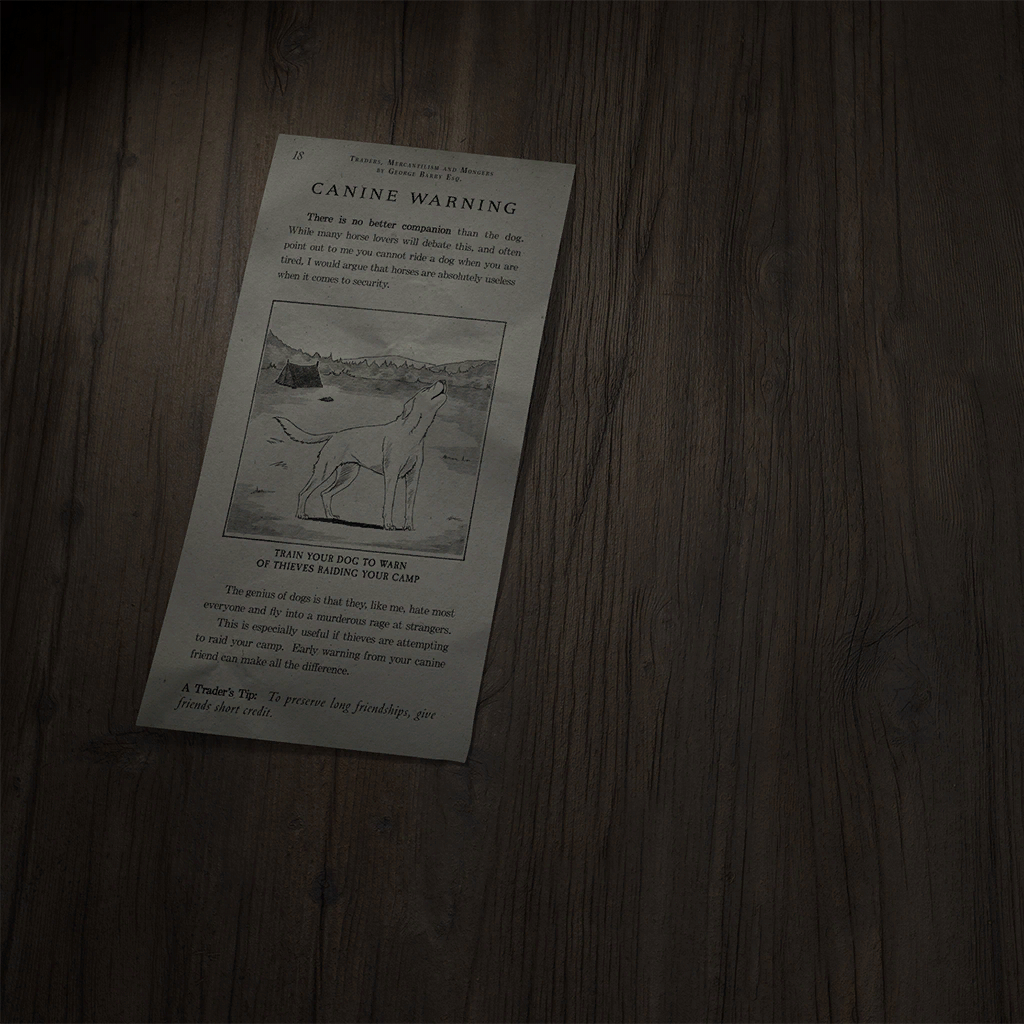 18
Traders, Mercantilism and Mongers
by George Barry Esq.
CANINE WARNING
There is no better companion than the dog.
While many horse lovers will debate this, and often
point out to me you cannot ride a dog when you are
tired, I would argue that horses are absolutely useless
when it comes to security.
TRAIN YOUR DOG TO WARN
OF THIEVES RAIDING YOUR CAMP
The genius of dogs is that they, like me, hate most
everyone and fly into a murderous rage at strangers.
This is especially useful if thieves are attempting
to raid your camp. Early warning from your canine
friend can make all the difference.
A Trader's Tip: To preserve long friendships, give
friends short credit.